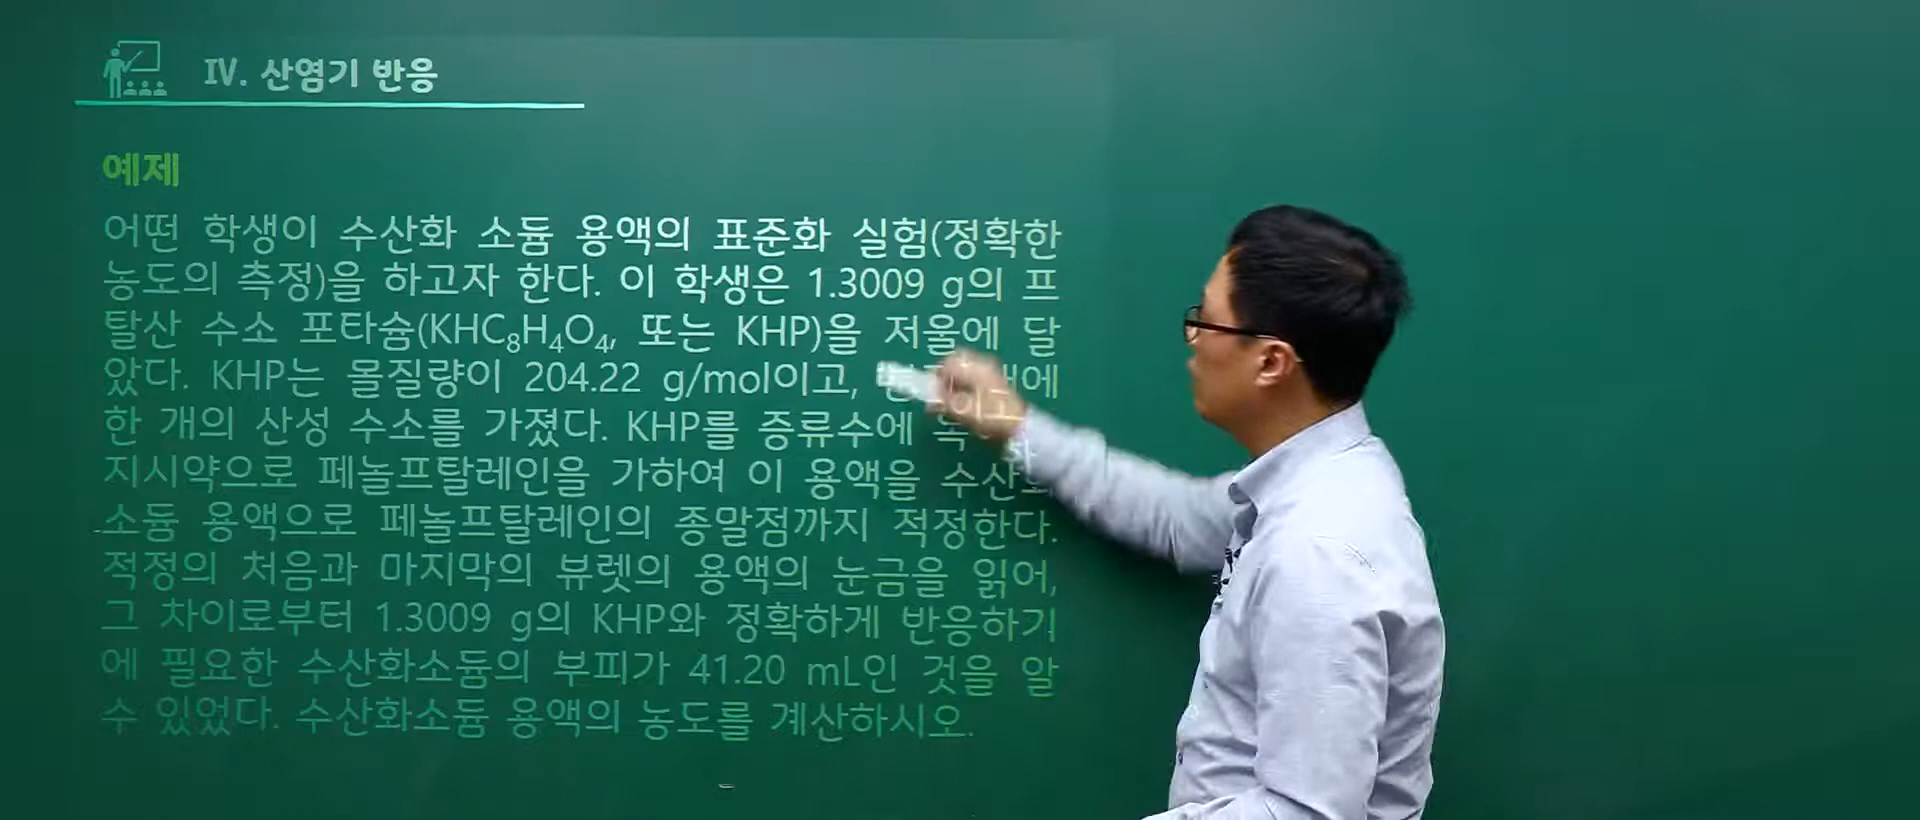 IV. 산염기 반응
예제
어떤 학생이 수산화 소듐 용액의 표준화 실험(정확한
농도의 측정)을 하고자 한다. 이 학생은 1.3009 g의 프
탈산 수소 포타슘(KHC₈H₄O₄, 또는 KHP)을 저울에 달
았다. KHP는 몰질량이 204.22 g/mol이고,
한 개의 산성 수소를 가졌다. KHP를 증류수에
지시약으로 페놀프탈레인을 가하여 이 용액을 수산화
소듐 용액으로 페놀프탈레인의 종말점까지 적정한다.
적정의 처음과 마지막의 뷰렛의 용액의 눈금을 읽어,
그 차이로부터 1.3009 g의 KHP와 정확하게 반응하기
에 필요한 수산화소듐의 부피가 41.20 mL인 것을 알
수 있었다. 수산화소듐 용액의 농도를 계산하시오.